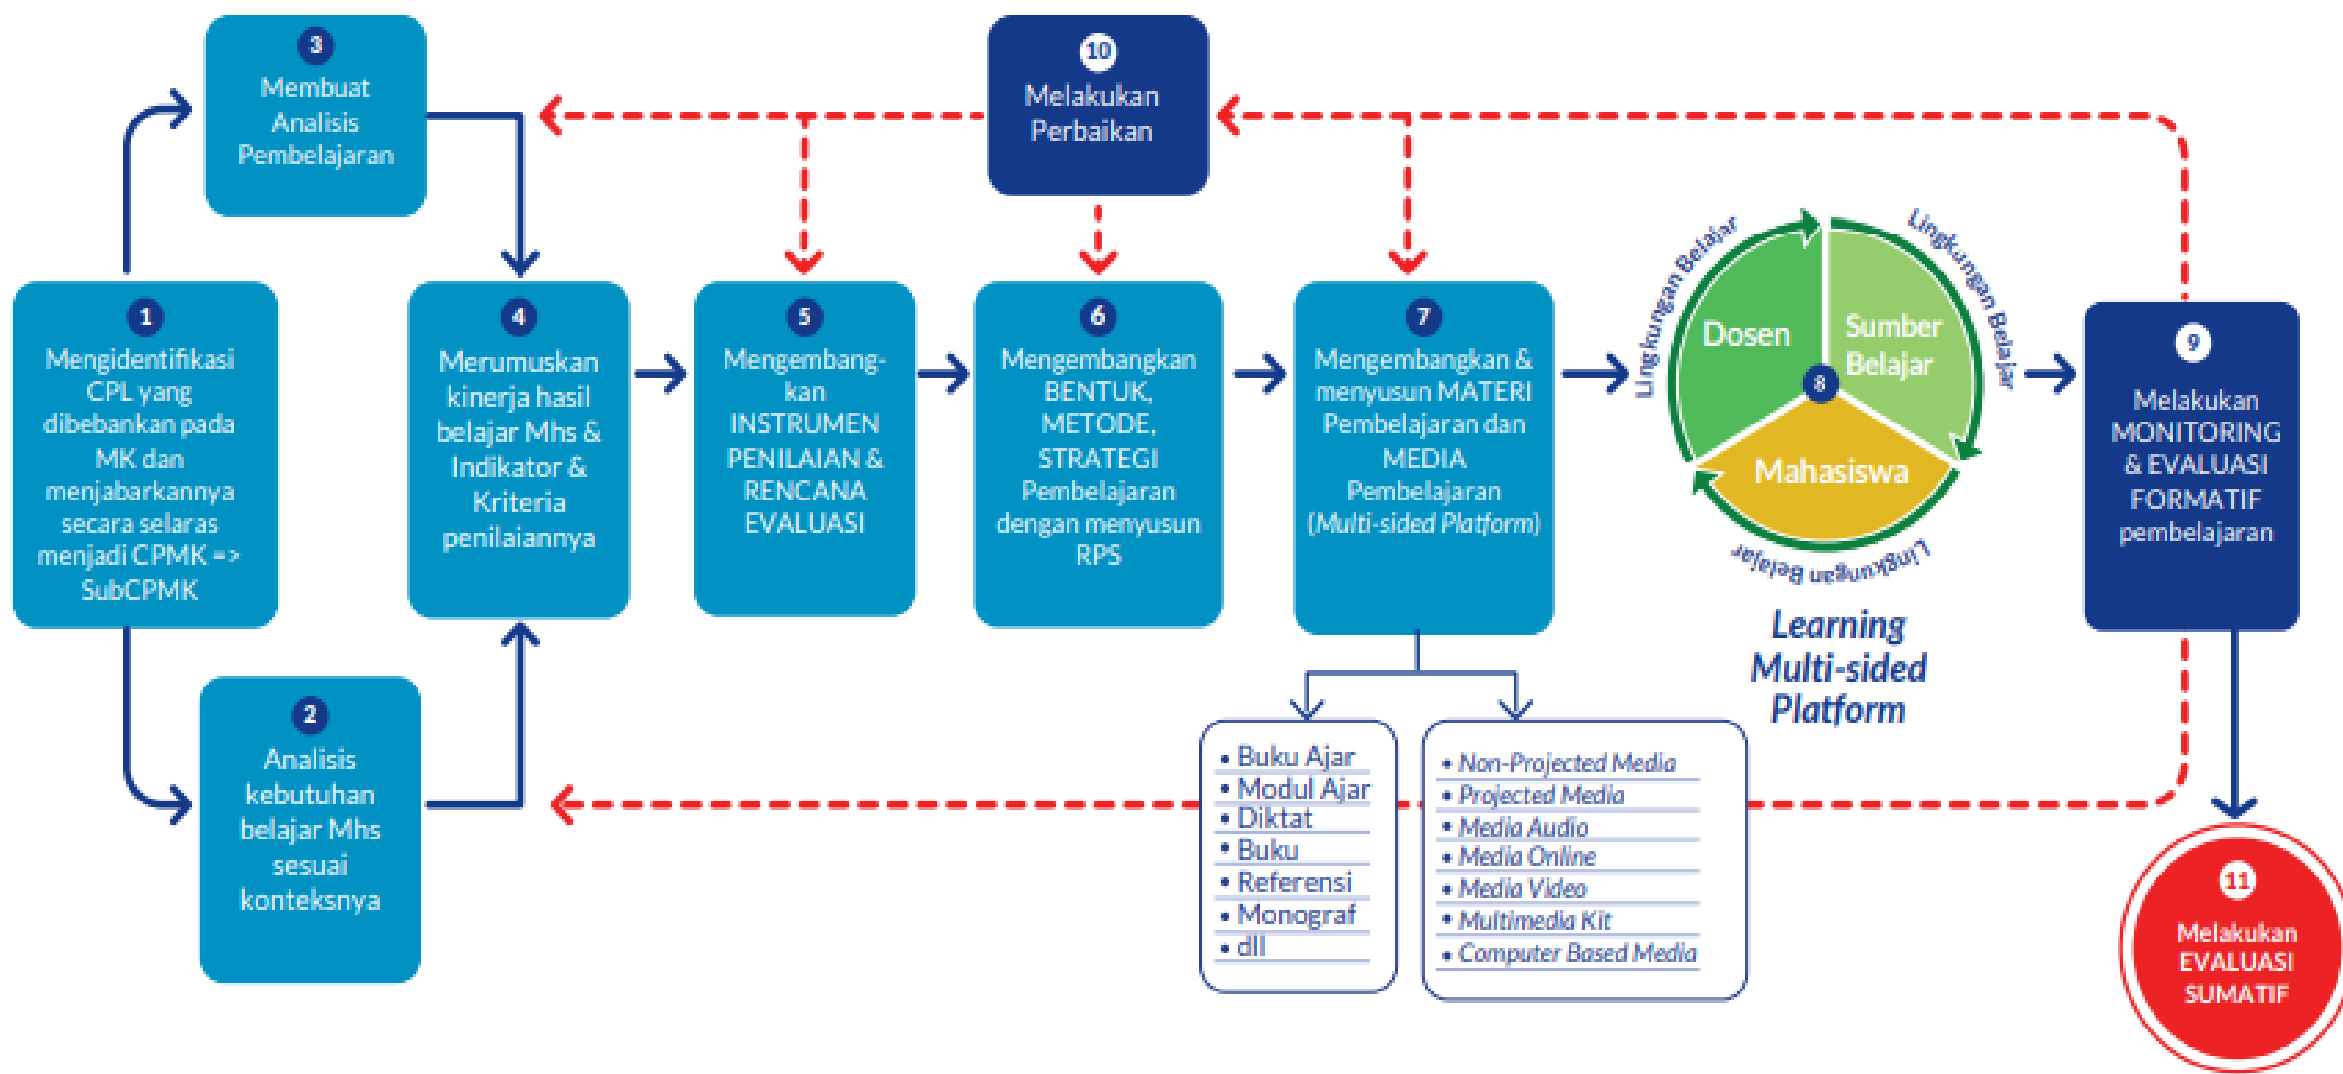 1
Mengidentifikasi
CPL yang
dibebankan pada
MK dan
menjabarkannya
secara selaras
menjadi CPMK =>
SubCPMK
2
Analisis
kebutuhan
belajar Mhs
sesuai
konteksnya
3
Membuat
Analisis
Pembelajaran
4
Merumuskan
kinerja hasil
belajar Mhs &
Indikator &
Kriteria
penilaiannya
5
Mengembang-
kan
INSTRUMEN
PENILAIAN &
RENCANA
EVALUASI
6
Mengembangkan
BENTUK,
METODE,
STRATEGI
Pembelajaran
dengan menyusun
RPS
7
Mengembangkan &
menyusun MATERI
Pembelajaran dan
MEDIA
Pembelajaran
(Multi-sided Platform)
• Buku Ajar
• Modul Ajar
• Diktat
• Buku
• Referensi
• Monograf
• dll
• Non-Projected Media
• Projected Media
• Media Audio
• Media Online
• Media Video
• Multimedia Kit
• Computer Based Media
Lingkungan Belajar
Lingkungan Belajar
Dosen
Sumber
Belajar
8
Mahasiswa
Lingkungan Belajar
Learning
Multi-sided
Platform
9
Melakukan
MONITORING
& EVALUASI
FORMATIF
pembelajaran
10
Melakukan
Perbaikan
11
Melakukan
EVALUASI
SUMATIF